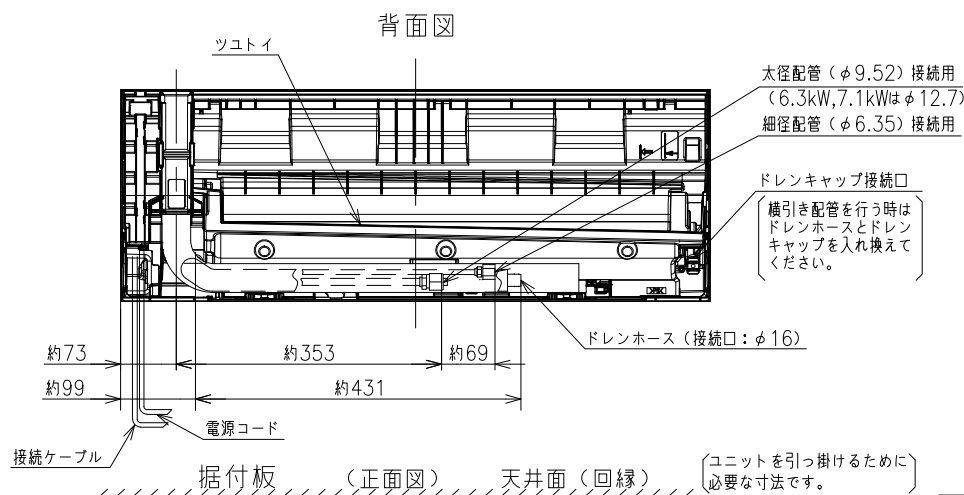 背面図
ツユトイ
太径配管（φ9.52）接続用
（6.3kW,7.1kWはφ12.7）
細径配管（φ6.35）接続用
ドレンキャップ接続口
横引き配管を行う時は
ドレンホースとドレン
キャップを入れ換えて
ください。
ドレンホース（接続口：φ16）
約73
約353
約69
約99
約431
電源コード
接続ケーブル
据付板 （正面図） 天井面（回縁）
ユニットを引っ掛けるために
必要な寸法です。